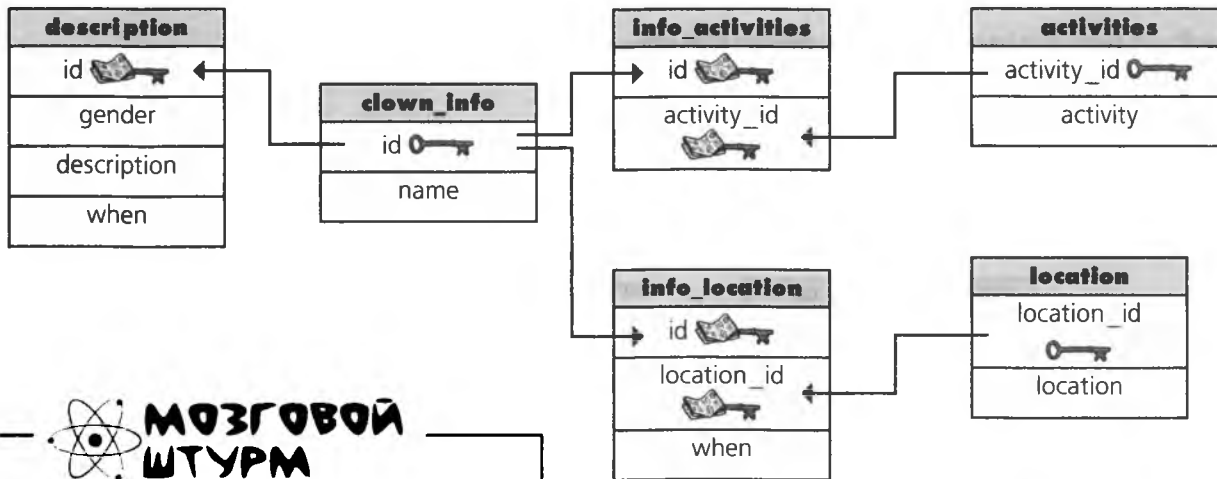 description
id
gender
description
when
clown_info
id
name
info_activities
id
activity_id
activities
activity_id
activity
info_location
id
location_id
when
location
location_id
location
МОЗГОВОЙ
ШТУРМ